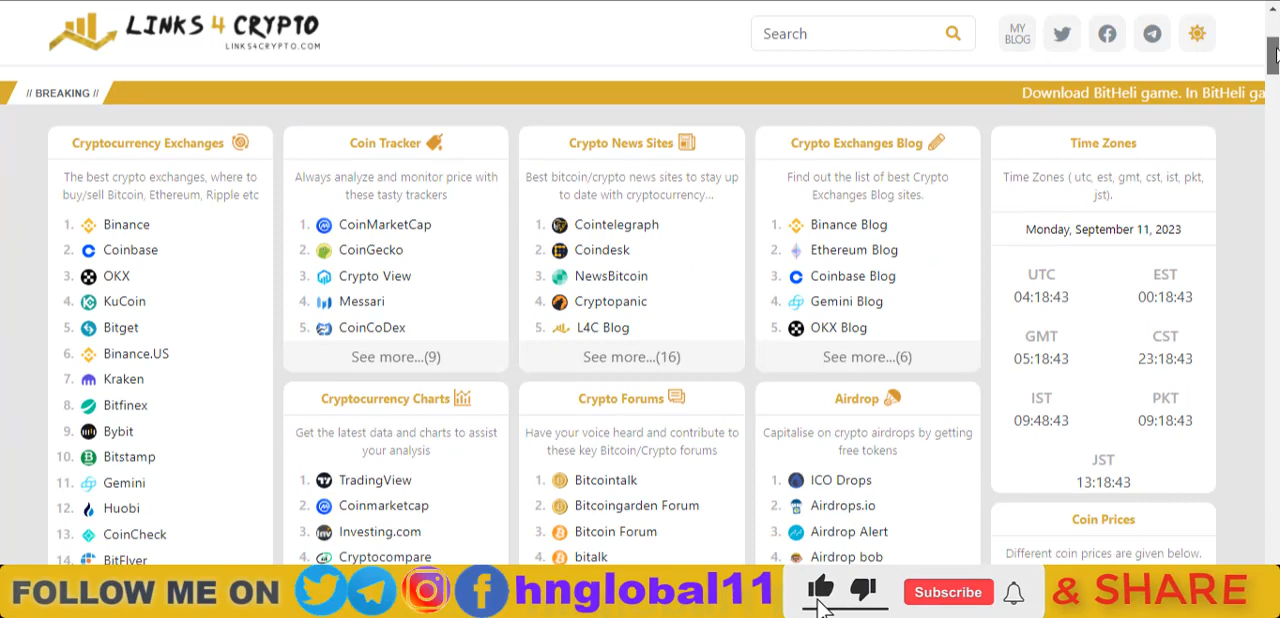 LINKS 4 CRYPTO
LINKS4CRYPTO.COM
Search
MY
BLOG
// BREAKING //
Download BitHeli game. In BitHeli ga
Cryptocurrency Exchanges
The best crypto exchanges, where to
buy/sell Bitcoin, Ethereum, Ripple etc
1. Binance
2. Coinbase
3. OKX
4. KuCoin
5. Bitget
6. Binance.US
7. Kraken
8. Bitfinex
9. Bybit
10. Bitstamp
11. Gemini
12. Huobi
13. CoinCheck
14. BitFlyer
Coin Tracker
Always analyze and monitor price with
these tasty trackers
1. CoinMarketCap
2. CoinGecko
3. Crypto View
4. Messari
5. CoinCoDex
See more...(9)
Cryptocurrency Charts
Get the latest data and charts to assist
your analysis
1. TradingView
2. Coinmarketcap
3. Investing.com
4. Cryptocompare
Crypto News Sites
Best bitcoin/crypto news sites to stay up
to date with cryptocurrency...
1. Cointelegraph
2. Coindesk
3. NewsBitcoin
4. Cryptopanic
5. L4C Blog
See more...(16)
Crypto Forums
Have your voice heard and contribute to
these key Bitcoin/Crypto forums
1. Bitcointalk
2. Bitcoingarden Forum
3. Bitcoin Forum
4. bitalk
Crypto Exchanges Blog
Find out the list of best Crypto
Exchanges Blog sites.
1. Binance Blog
2. Ethereum Blog
3. Coinbase Blog
4. Gemini Blog
5. OKX Blog
See more...(6)
Airdrop
Capitalise on crypto airdrops by getting
free tokens
1. ICO Drops
2. Airdrops.io
3. Airdrop Alert
4. Airdrop bob
Time Zones
Time Zones ( utc, est, gmt, cst, ist, pkt,
jst).
Monday, September 11, 2023
UTC EST
04:18:43 00:18:43
GMT CST
05:18:43 23:18:43
IST PKT
09:48:43 09:18:43
JST
13:18:43
Coin Prices
Different coin prices are given below.
FOLLOW ME ON hnglobal11 Subscribe & SHARE